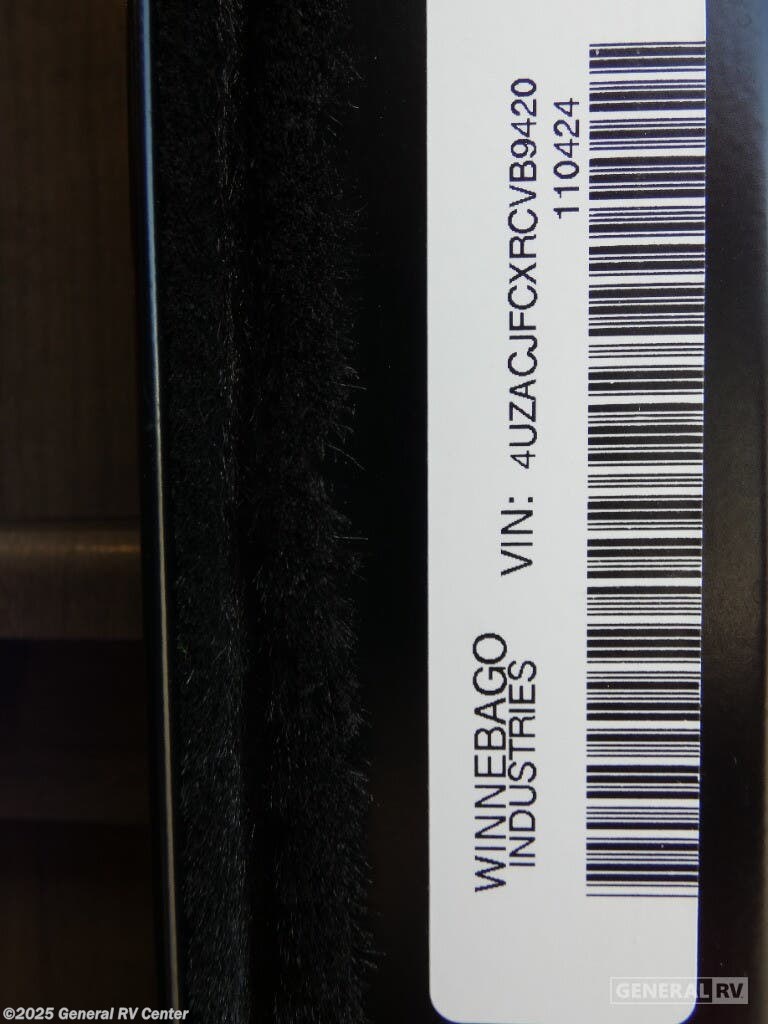 WINNEBAGO
INDUSTRIES
VIN: 4UZACJFCXRCVB9420
110424
GENERAL RV
©2025 General RV Center